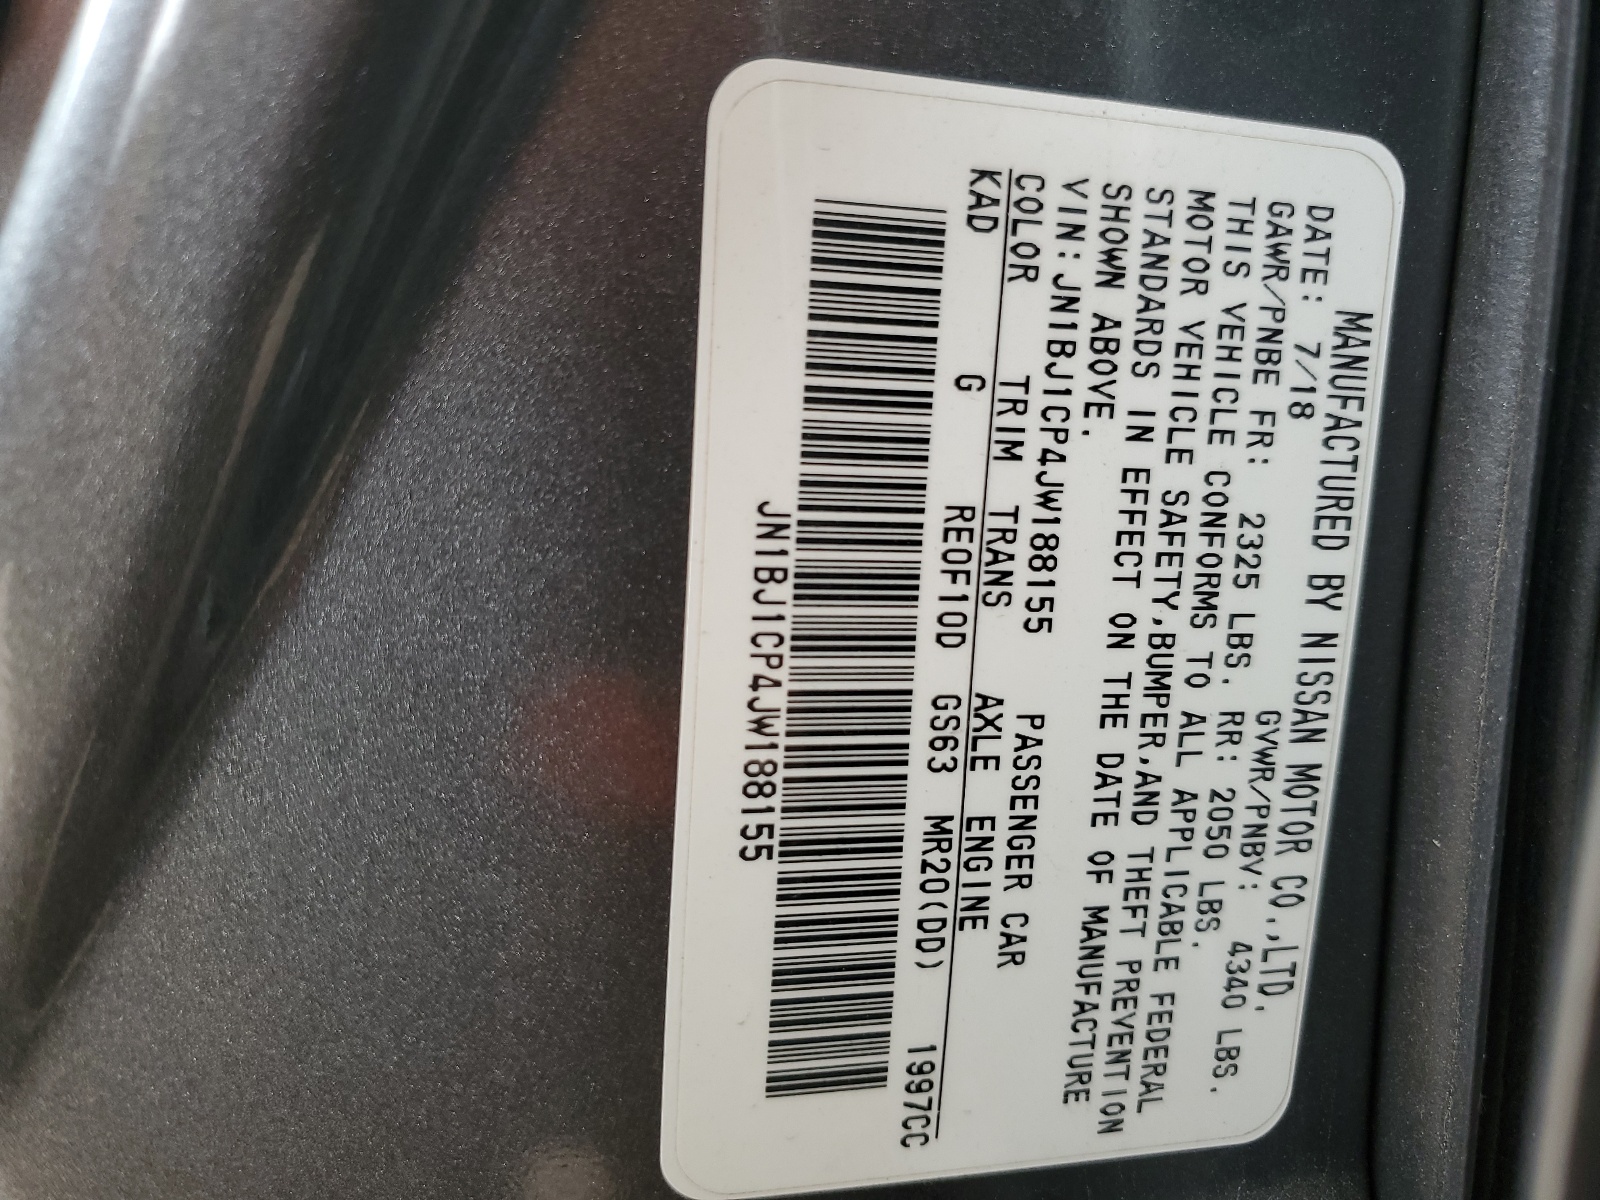 MANUFACTURED BY NISSAN MOTOR CO.,LTD.
DATE: 7/18 GVWR/PNBV: 4340 LBS.
GAWR/PNBE FR: 2325 LBS. RR: 2050 LBS.
THIS VEHICLE CONFORMS TO ALL APPLICABLE FEDERAL
MOTOR VEHICLE SAFETY,BUMPER,AND THEFT PREVENTION
STANDARDS IN EFFECT ON THE DATE OF MANUFACTURE
SHOWN ABOVE.
VIN:JN1BJ1CP4JW188155 PASSENGER CAR
COLOR TRIM TRANS AXLE ENGINE
KAD G REOF10D GS63 MR20(DD) 1997CC
JN1BJ1CP4JW188155